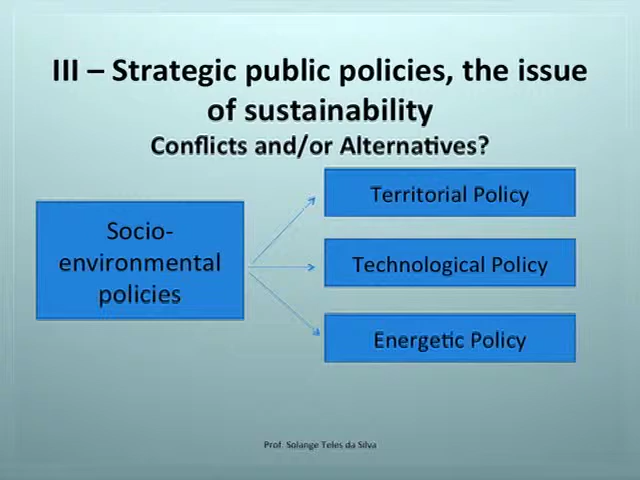 III – Strategic public policies, the issue
of sustainability
Conflicts and/or Alternatives?
Socio-
environmental
policies
Territorial Policy
Technological Policy
Energetic Policy
Prof. Solange Teles da Silva